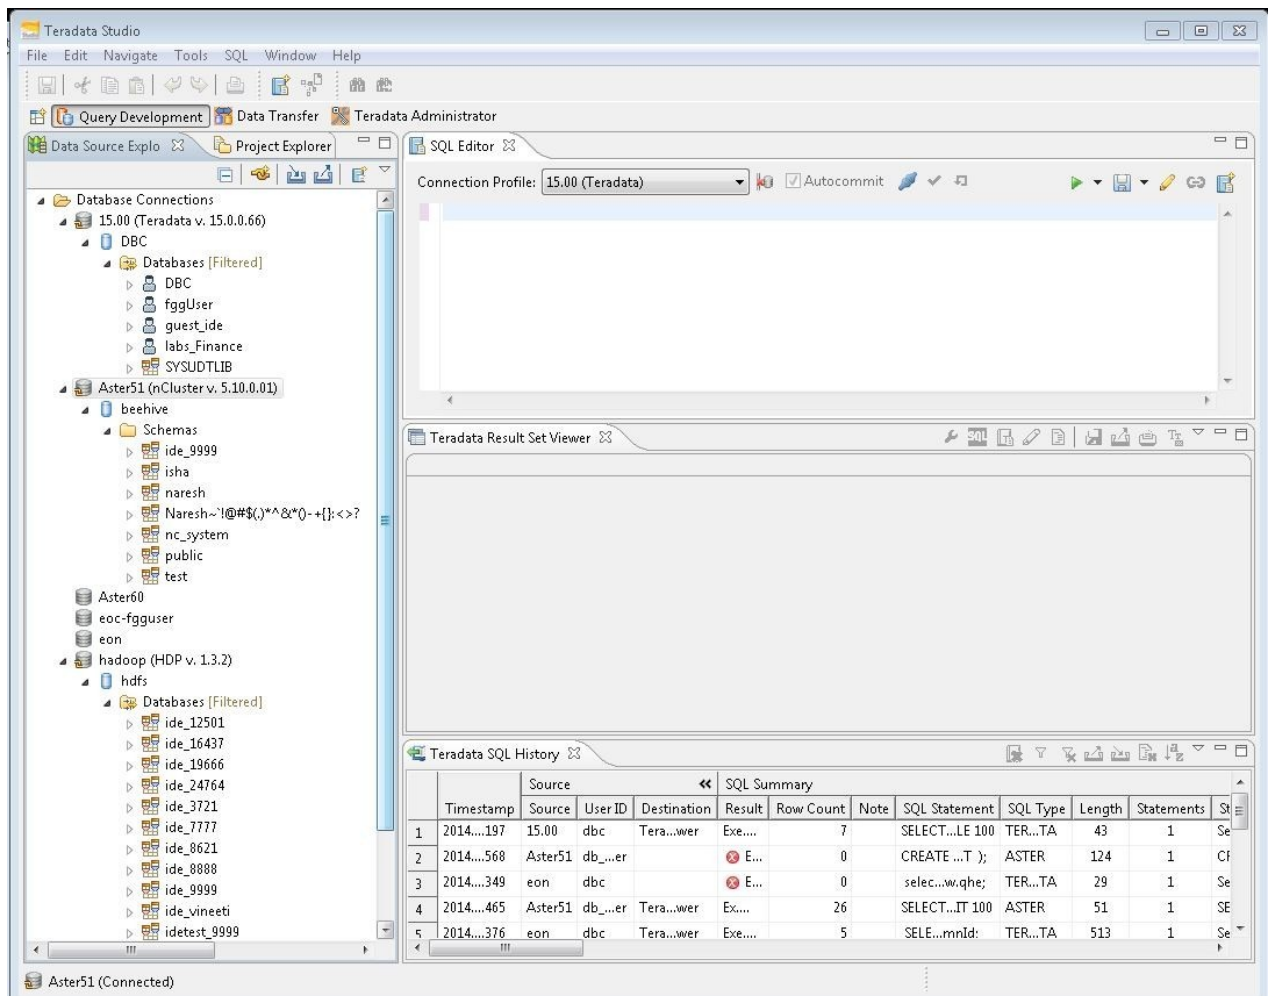 Teradata Studio
File Edit Navigate Tools SQL Window Help
Query Development Data Transfer Teradata Administrator
Data Source Explo Project Explorer
Database Connections
15.00 (Teradata v. 15.0.0.66)
DBC
Databases [Filtered]
DBC
fggUser
guest_ide
labs_Finance
SYSUDTLIB
Aster51 (nCluster v. 5.10.0.01)
beehive
Schemas
ide_9999
isha
naresh
Naresh~`!@#$(.)*^&*()-+{}:<>?
nc_system
public
test
Aster60
eoc-fgguser
eon
hadoop (HDP v. 1.3.2)
hdfs
Databases [Filtered]
ide_12501
ide_16437
ide_19666
ide_24764
ide_3721
ide_7777
ide_8621
ide_8888
ide_9999
ide_vineeti
idetest_9999
SQL Editor
Connection Profile: 15.00 (Teradata) Autocommit
Teradata Result Set Viewer
SQL
Teradata SQL History
Source SQL Summary
Timestamp Source User ID Destination Result Row Count Note SQL Statement SQL Type Length Statements St
1 2014....197 15.00 dbc Tera...wer Exe.... 7 SELECT...LE 100 TER...TA 43 1 Se
2 2014....568 Aster51 db_...er E... 0 CREATE ...T ); ASTER 124 1 CF
3 2014....349 eon dbc E... 0 selec...w.qhe; TER...TA 29 1 Se
4 2014....465 Aster51 db_...er Tera...wer Ex.... 26 SELECT...IT 100 ASTER 51 1 SE
5 2014....376 eon dbc Tera...wer Exe.... 5 SELE...mnId: TER...TA 513 1 Se
Aster51 (Connected)